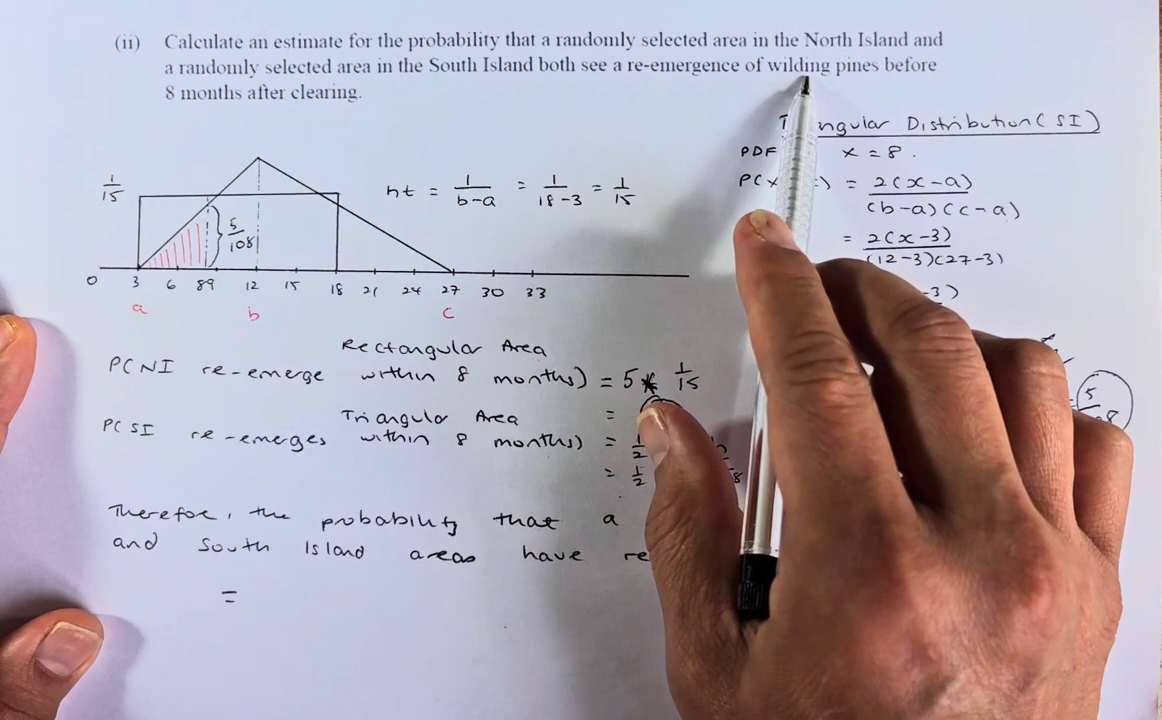 (ii) Calculate an estimate for the probability that a randomly selected area in the North Island and
a randomly selected area in the South Island both see a re-emergence of wilding pines before
8 months after clearing.
ngular Distribution (SI)
PDF x = 8.
P(x = 2(x-a)
(b-a)(c-a)
= 2(x-3)
(12-3)(27-3)
-3)
1/15
ht = 1/b-a = 1/18-3 = 1/15
5/108
0 3 6 8 9 12 15 18 21 24 27 30 33
a b c
Rectangular Area
P(NI re-emerge within 8 months) = 5 * 1/15
Triangular Area =
P(SI re-emerges within 8 months) = 1/2
= 1/2
Therefore, the probability that a
and South Island areas have re
=